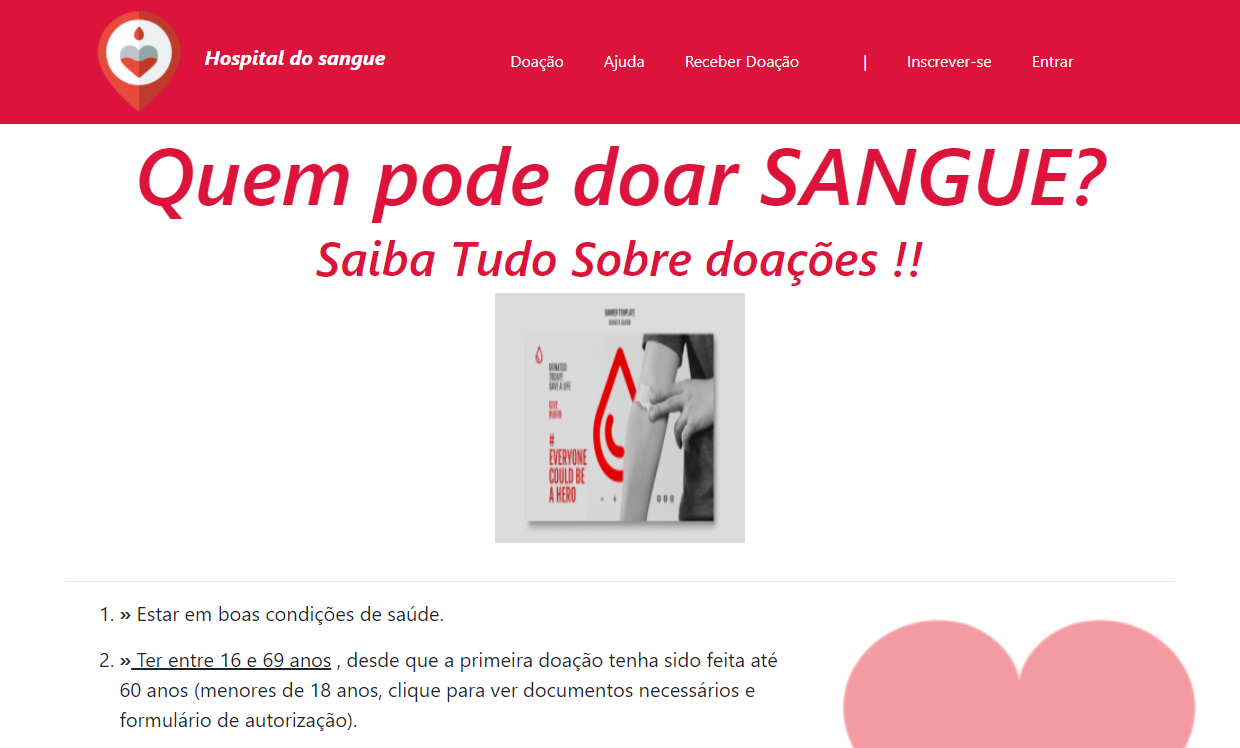 Hospital do sangue
Doação Ajuda Receber Doação | Inscrever-se Entrar
Quem pode doar SANGUE?
Saiba Tudo Sobre doações !!
BANNER TEMPLATE
DONATE BLOOD
DONATED
TODAY!!
SAVE A LIFE
GIVE
BLOOD
#
EVERYONE
COULD BE
A HERO
1. » Estar em boas condições de saúde.
2. » Ter entre 16 e 69 anos , desde que a primeira doação tenha sido feita até
60 anos (menores de 18 anos, clique para ver documentos necessários e
formulário de autorização).